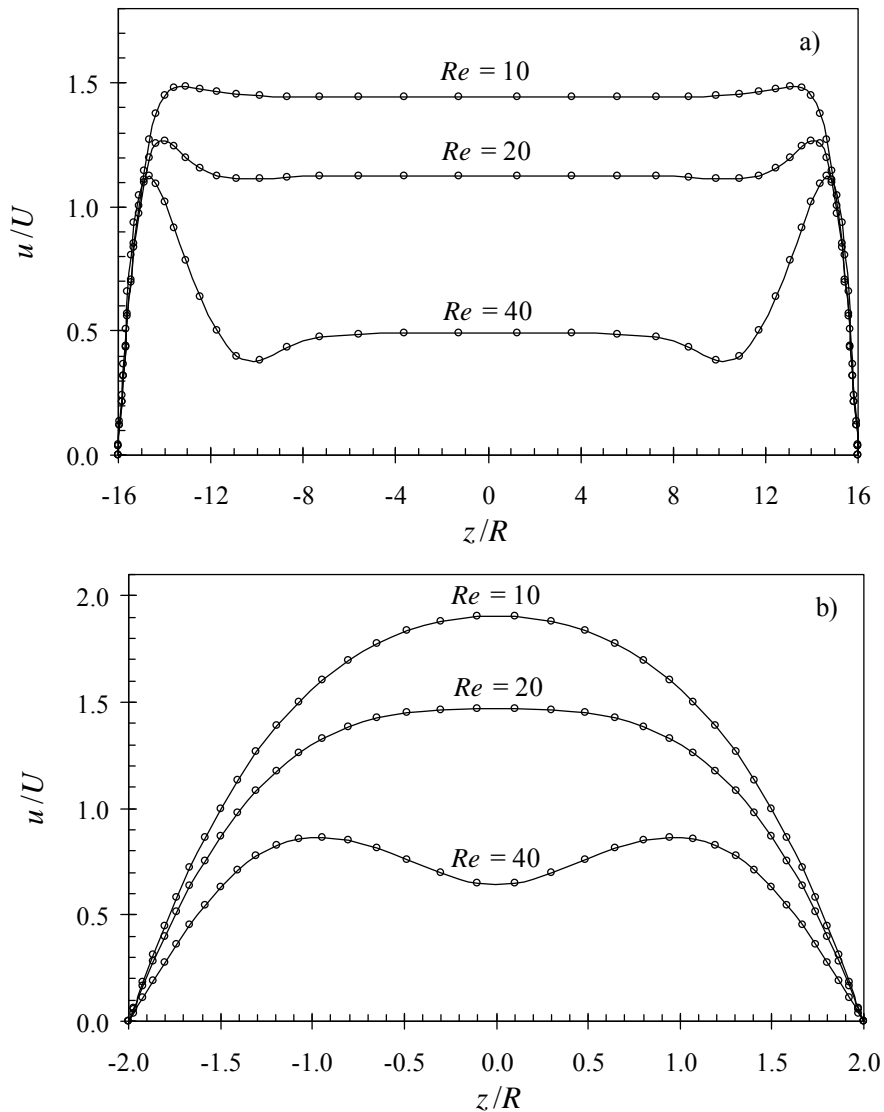 a)
1.5
Re = 10
Re = 20
1.0
u/U
0.5
Re = 40
0.0
-16 -12 -8 -4 0 4 8 12 16
z/R
b)
2.0
Re = 10
1.5
Re = 20
1.0
u/U
Re = 40
0.5
0.0
-2.0 -1.5 -1.0 -0.5 0.0 0.5 1.0 1.5 2.0
z/R